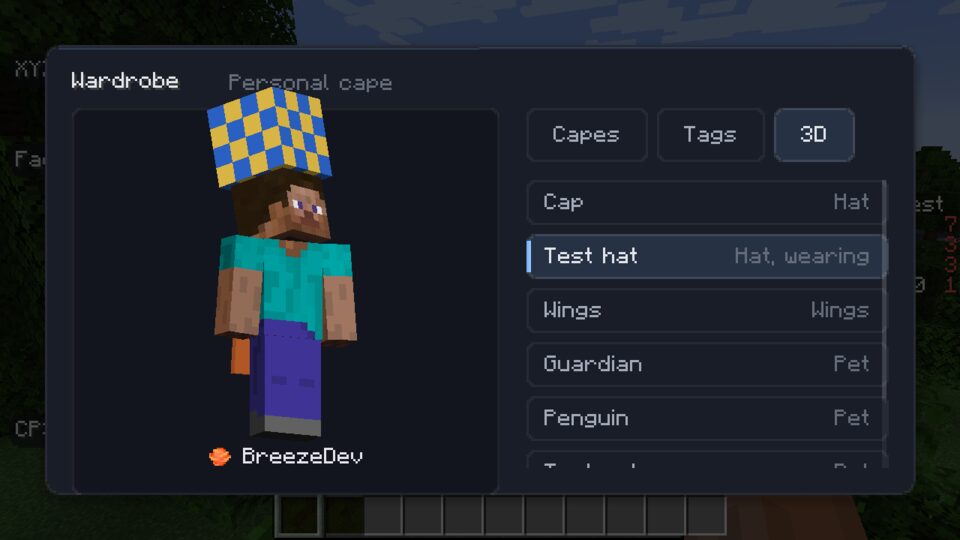 Wardrobe
Personal cape
Capes
Tags
3D
Cap
Hat
Test hat
Hat, wearing
Wings
Wings
Guardian
Pet
Penguin
Pet
BreezeDev